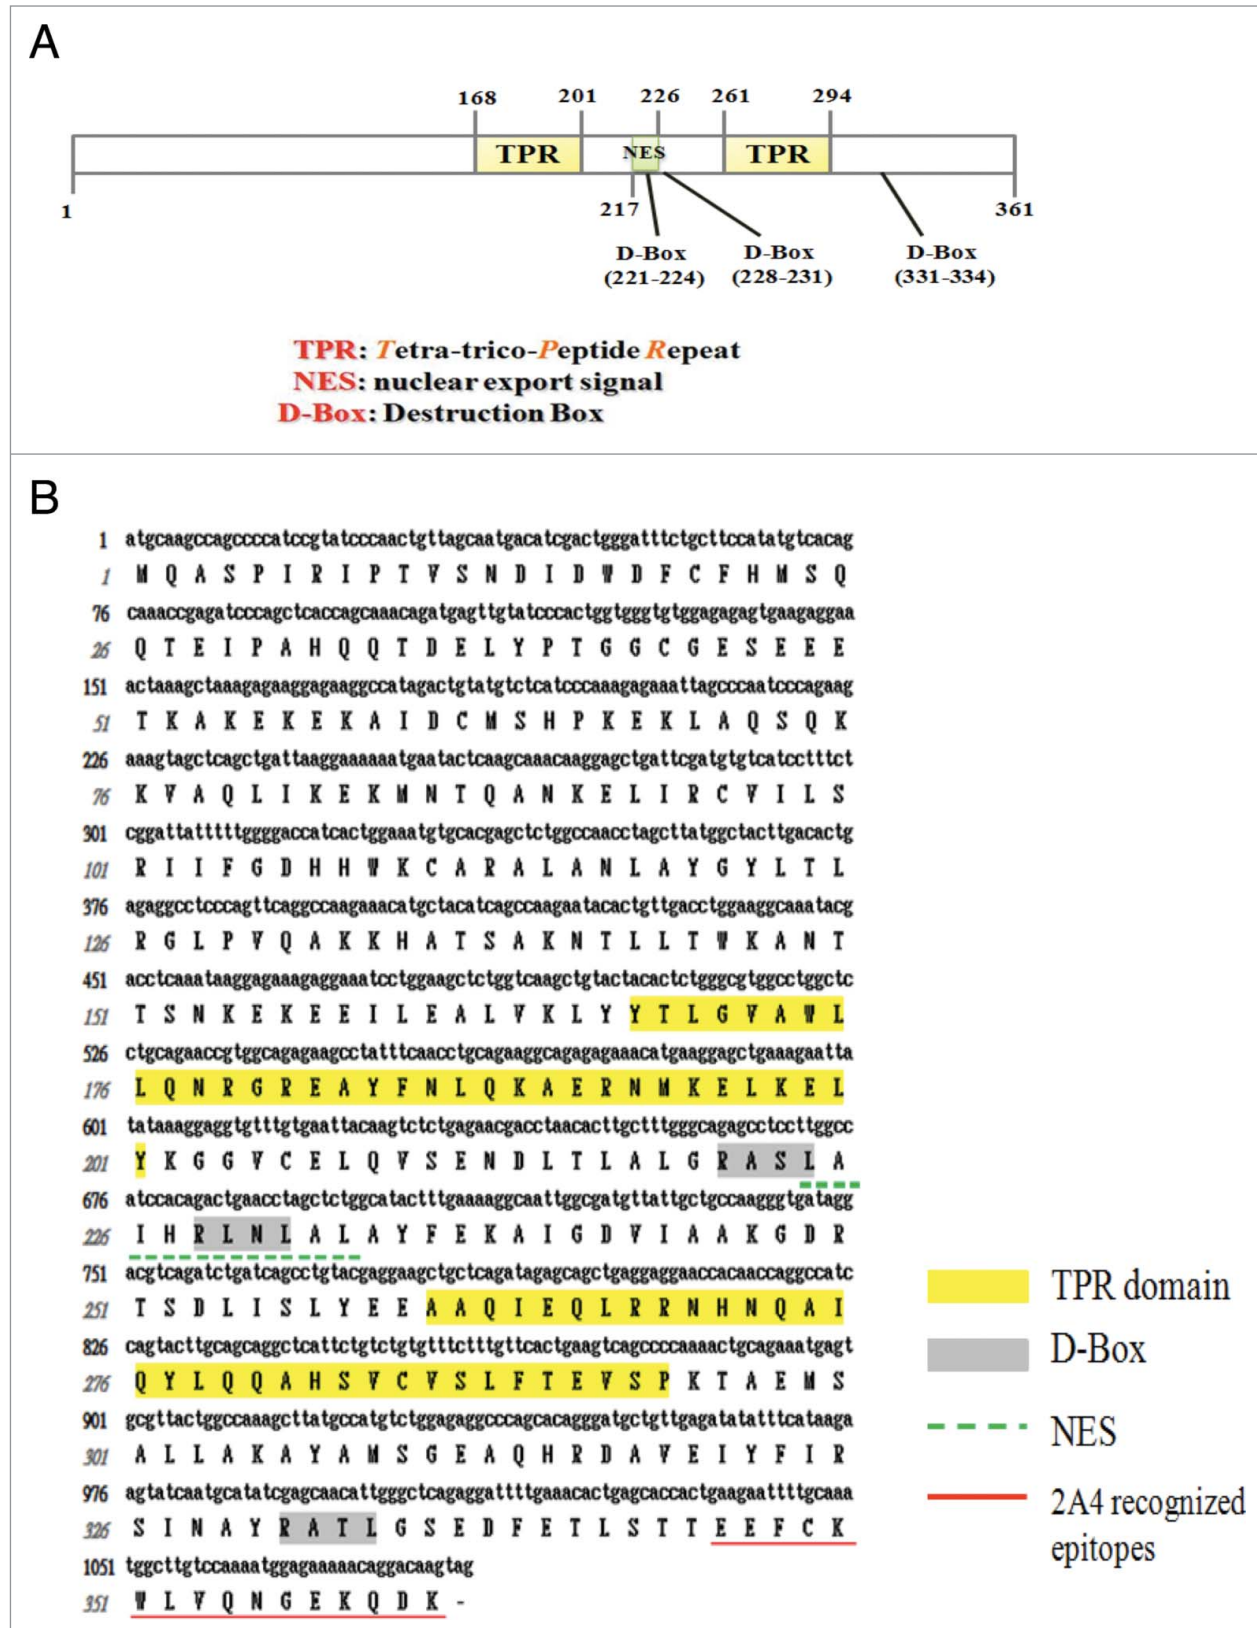 A
168 201 226 261 294
TPR NES TPR
1 217 361
D-Box D-Box D-Box
(221-224) (228-231) (331-334)
TPR: Tetra-trico-Peptide Repeat
NES: nuclear export signal
D-Box: Destruction Box
B
1 atgcaagccagccccatccgtatcccaactgttagcaatgacatcgactgggatttctgcttccatatgtcacag
1 M Q A S P I R I P T V S N D I D W D F C F H M S Q
76 caaaccgagatcccagctcaccagcaaacagatgagttgtatcccactggtgggtgtggagagagtgaagaggaa
26 Q T E I P A H Q Q T D E L Y P T G G C G E S E E E
151 actaaagctaaagagaaggagaaggccatagactgtatgtctcatcccaaagagaaattagcccaatcccagaag
51 T K A K E K E K A I D C M S H P K E K L A Q S Q K
226 aaagtagctcagctgattaaggaaaaaatgaatactcaagcaaacaaggagctgattcgatgtgtcatcctttct
76 K V A Q L I K E K M N T Q A N K E L I R C V I L S
301 cggattatttttggggaccatcactggaaatgtgcacgagctctggccaacctagcttatggctacttgacactg
101 R I I F G D H H W K C A R A L A N L A Y G Y L T L
376 agaggcctcccagttcaggccaagaaacatgctacatcagccaagaatacactgttgacctggaaggcaaatacg
126 R G L P V Q A K K H A T S A K N T L L T W K A N T
451 acctcaaataaggagaaagaggaaatcctggaagctctggtcaagctgtactacactctgggcgtggcctggctc
151 T S N K E K E E I L E A L V K L Y Y T L G V A W L
526 ctgcagaaccgtggcagagaagcctatttcaacctgcagaaggcagagagaaacatgaaggagctgaaagaatta
176 L Q N R G R E A Y F N L Q K A E R N M K E L K E L
601 tataaaggaggtgtttgtgaattacaagtctctgagaacgacctaacacttgctttgggcagagcctccttggcc
201 Y K G G V C E L Q V S E N D L T L A L G R A S L A
676 atccacagactgaacctagctctggcatactttgaaaaggcaattggcgatgttattgctgccaagggtgatagg
226 I H R L N L A L A Y F E K A I G D V I A A K G D R
751 acgtcagatctgatcagcctgtacgaggaagctgctcagatagagcagctgaggaggaaccacaaccaggccatc
251 T S D L I S L Y E E A A Q I E Q L R R N H N Q A I
826 cagtacttgcagcaggctcattctgtctgtgtttctttgttcactgaagtcagccccaaaactgcagaaatgagt
276 Q Y L Q Q A H S V C V S L F T E V S P K T A E M S
901 gcgttactggccaaagcttatgccatgtctggagaggcccagcacagggatgctgttgagatatatttcataaga
301 A L L A K A Y A M S G E A Q H R D A V E I Y F I R
976 agtatcaatgcatatcgagcaacattgggctcagaggattttgaaacactgagcaccactgaagaattttgcaaa
326 S I N A Y R A T L G S E D F E T L S T T E E F C K
1051 tggcttgtccaaaatggagaaaaacaggacaagtag
351 W L V Q N G E K Q D K -
TPR domain
D-Box
NES
2A4 recognized
epitopes